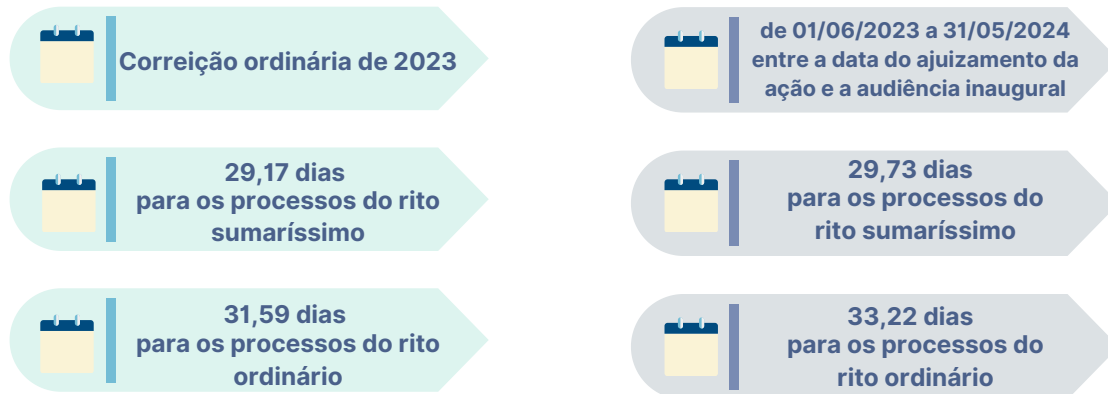 Correição ordinária de 2023
29,17 dias
para os processos do rito
sumaríssimo
31,59 dias
para os processos do rito
ordinário
de 01/06/2023 a 31/05/2024
entre a data do ajuizamento da
ação e a audiência inaugural
29,73 dias
para os processos do
rito sumaríssimo
33,22 dias
para os processos do
rito ordinário